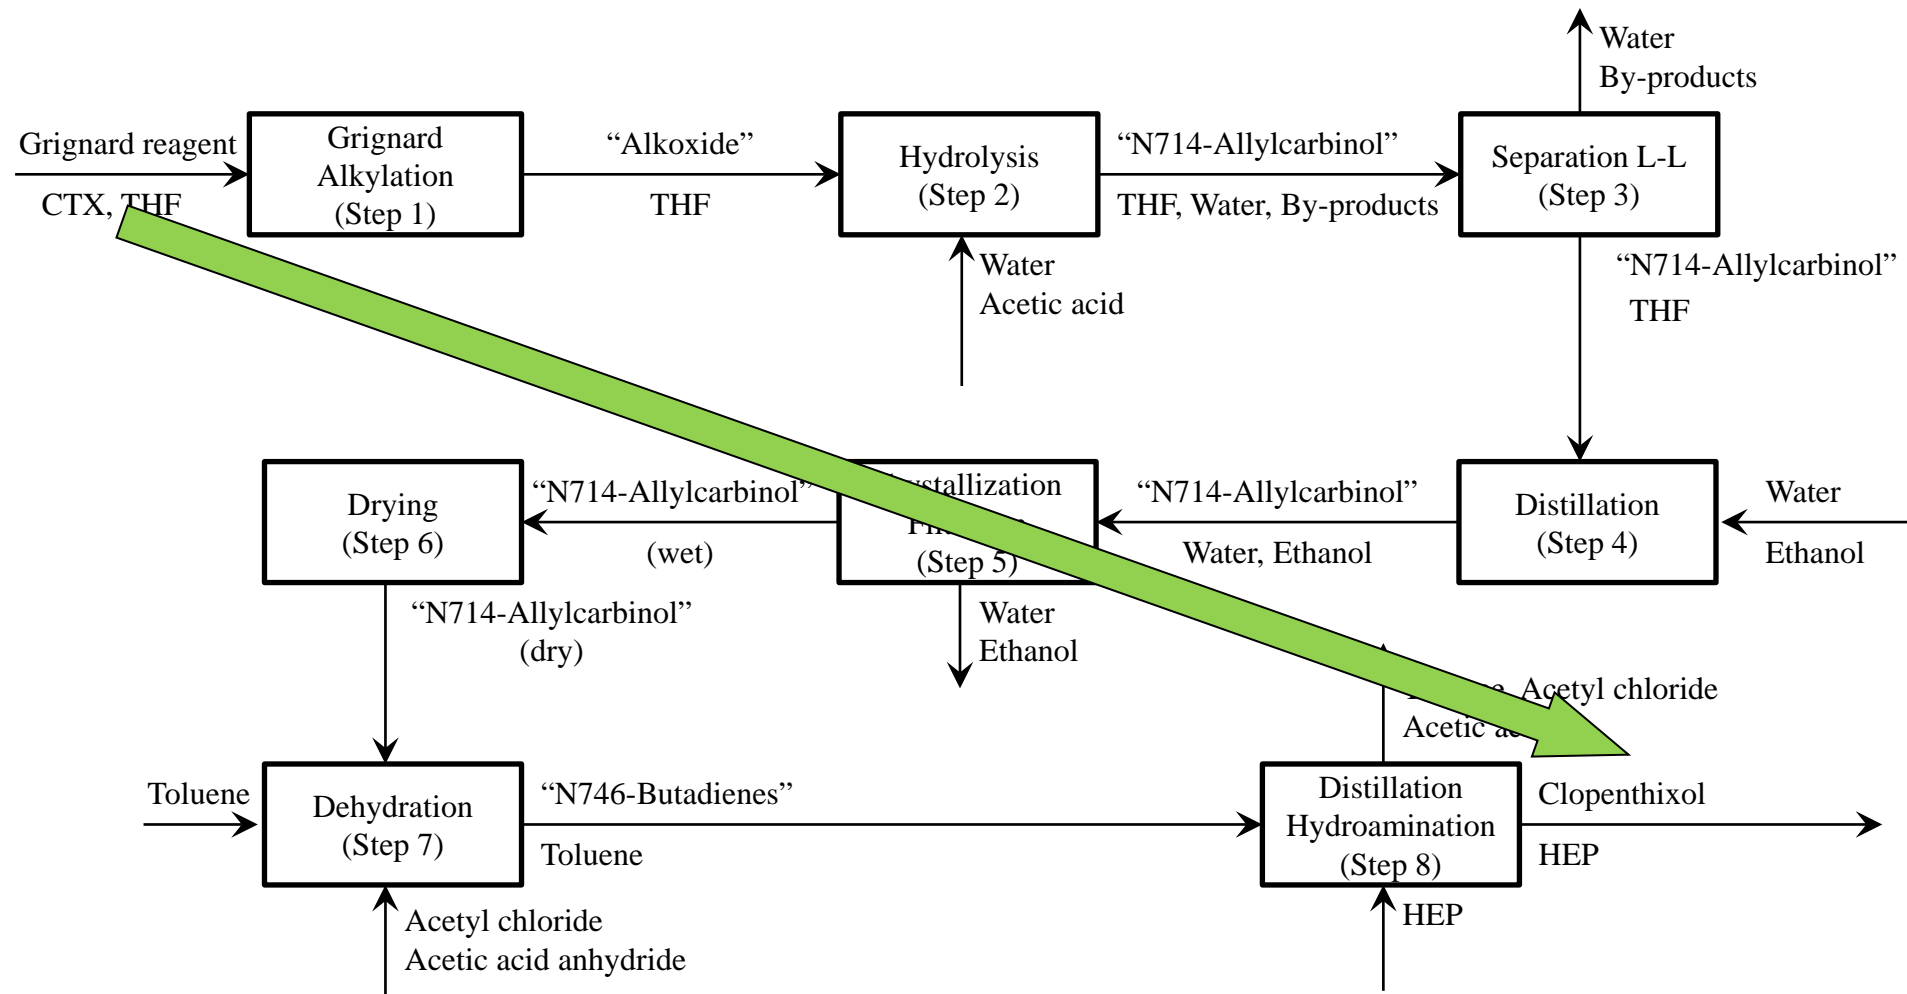 Water
By-products
Grignard reagent
CTX, THF
Grignard
Alkylation
(Step 1)
“Alkoxide”
THF
Hydrolysis
(Step 2)
“N714-Allylcarbinol”
THF, Water, By-products
Separation L-L
(Step 3)
Water
Acetic acid
“N714-Allylcarbinol”
THF
Drying
(Step 6)
“N714-Allylcarbinol”
(wet)
(Step 5)
“N714-Allylcarbinol”
Water, Ethanol
Distillation
(Step 4)
Water
Ethanol
“N714-Allylcarbinol”
(dry)
Water
Ethanol
Acetyl chloride
Acetic
Toluene
Dehydration
(Step 7)
“N746-Butadienes”
Toluene
Distillation
Hydroamination
(Step 8)
Clopenthixol
HEP
Acetyl chloride
Acetic acid anhydride
HEP